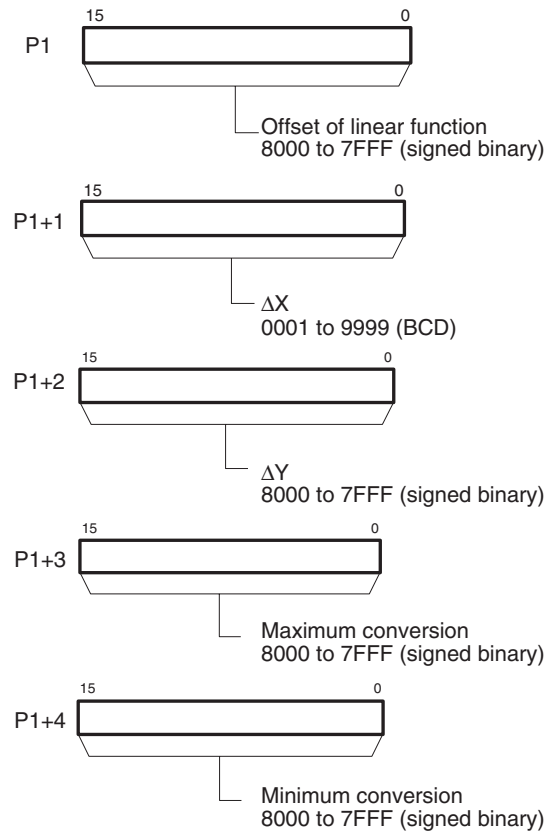 15 0
P1
Offset of linear function
8000 to 7FFF (signed binary)
15 0
P1+1
ΔX
0001 to 9999 (BCD)
15 0
P1+2
ΔY
8000 to 7FFF (signed binary)
15 0
P1+3
Maximum conversion
8000 to 7FFF (signed binary)
15 0
P1+4
Minimum conversion
8000 to 7FFF (signed binary)